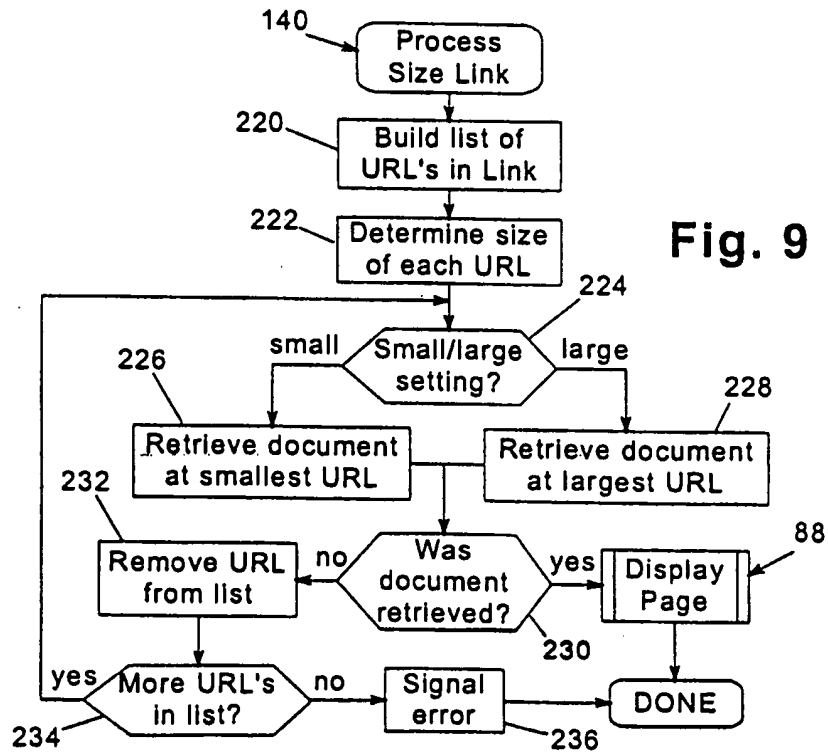 140
Process
Size Link
220
Build list of
URL's in Link
222
Determine size
of each URL
Fig. 9
224
small
Small/large
setting?
large
226
228
Retrieve document
at smallest URL
Retrieve document
at largest URL
232
Remove URL
from list
no
Was
document
retrieved?
yes
Display
Page
88
230
yes
More URL's
in list?
no
Signal
error
DONE
234
236